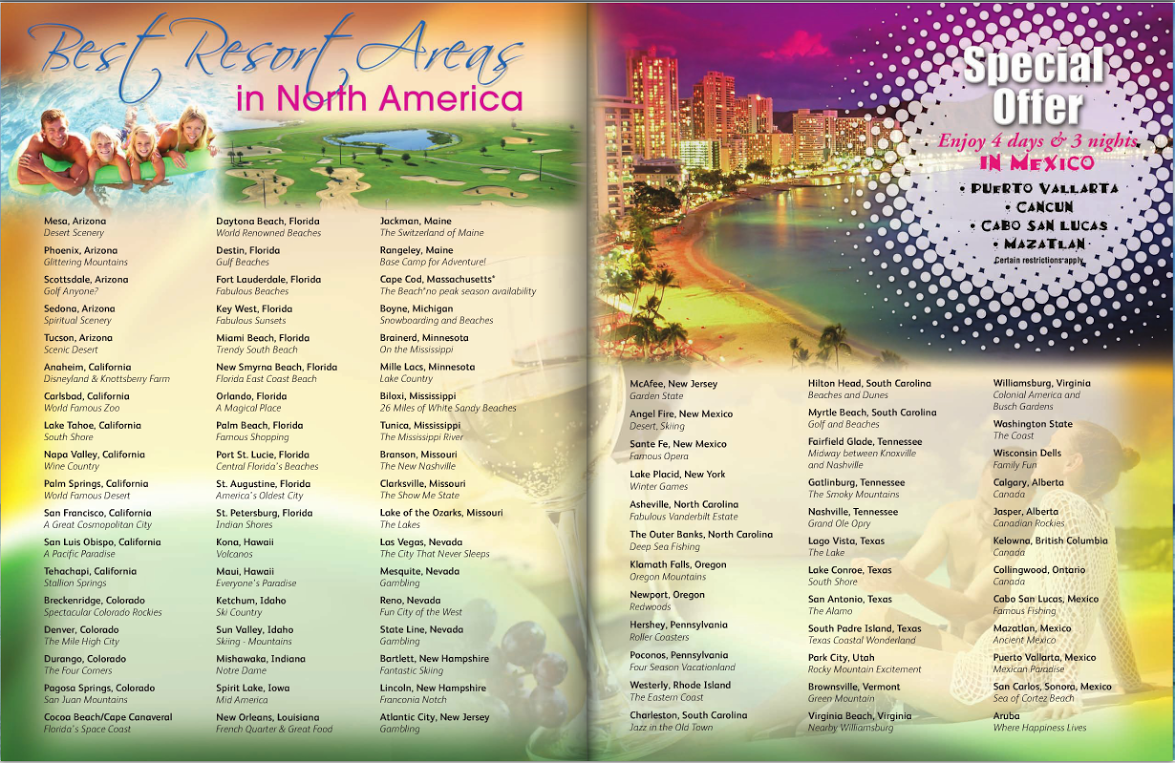 Best Resort Areas
in North America
Mesa, Arizona
Desert Scenery
Phoenix, Arizona
Glittering Mountains
Scottsdale, Arizona
Golf Anyone?
Sedona, Arizona
Spiritual Scenery
Tucson, Arizona
Scenic Desert
Anaheim, California
Disneyland & Knottsberry Farm
Carlsbad, California
World Famous Zoo
Lake Tahoe, California
South Shore
Napa Valley, California
Wine Country
Palm Springs, California
World Famous Desert
San Francisco, California
A Great Cosmopolitan City
San Luis Obispo, California
A Pacific Paradise
Tehachapi, California
Stallion Springs
Breckenridge, Colorado
Spectacular Colorado Rockies
Denver, Colorado
The Mile High City
Durango, Colorado
The Four Corners
Pagosa Springs, Colorado
San Juan Mountains
Cocoa Beach/Cape Canaveral
Florida's Space Coast
Daytona Beach, Florida
World Renowned Beaches
Destin, Florida
Gulf Beaches
Fort Lauderdale, Florida
Fabulous Beaches
Key West, Florida
Fabulous Sunsets
Miami Beach, Florida
Trendy South Beach
New Smyrna Beach, Florida
Florida East Coast Beach
Orlando, Florida
A Magical Place
Palm Beach, Florida
Famous Shopping
Port St. Lucie, Florida
Central Florida's Beaches
St. Augustine, Florida
America's Oldest City
St. Petersburg, Florida
Indian Shores
Kona, Hawaii
Volcanos
Maui, Hawaii
Everyone's Paradise
Ketchum, Idaho
Ski Country
Sun Valley, Idaho
Skiing - Mountains
Mishawaka, Indiana
Notre Dame
Spirit Lake, Iowa
Mid America
New Orleans, Louisiana
French Quarter & Great Food
Jackman, Maine
The Switzerland of Maine
Rangeley, Maine
Base Camp for Adventure!
Cape Cod, Massachusetts*
The Beach*no peak season availability
Boyne, Michigan
Snowboarding and Beaches
Brainerd, Minnesota
On the Mississippi
Mille Lacs, Minnesota
Lake Country
Biloxi, Mississippi
26 Miles of White Sandy Beaches
Tunica, Mississippi
The Mississippi River
Branson, Missouri
The New Nashville
Clarksville, Missouri
The Show Me State
Lake of the Ozarks, Missouri
The Lakes
Las Vegas, Nevada
The City That Never Sleeps
Mesquite, Nevada
Gambling
Reno, Nevada
Fun City of the West
State Line, Nevada
Gambling
Bartlett, New Hampshire
Fantastic Skiing
Lincoln, New Hampshire
Franconia Notch
Atlantic City, New Jersey
Gambling
Special
Offer
Enjoy 4 days & 3 nights
IN MEXICO
• PUERTO VALLARTA
• CANCUN
• CABO SAN LUCAS
• MAZATLAN
Certain restrictions apply
McAfee, New Jersey
Garden State
Angel Fire, New Mexico
Desert, Skiing
Sante Fe, New Mexico
Famous Opera
Lake Placid, New York
Winter Games
Asheville, North Carolina
Fabulous Vanderbilt Estate
The Outer Banks, North Carolina
Deep Sea Fishing
Klamath Falls, Oregon
Oregon Mountains
Newport, Oregon
Redwoods
Hershey, Pennsylvania
Roller Coasters
Poconos, Pennsylvania
Four Season Vacationland
Westerly, Rhode Island
The Eastern Coast
Charleston, South Carolina
Jazz in the Old Town
Hilton Head, South Carolina
Beaches and Dunes
Myrtle Beach, South Carolina
Golf and Beaches
Fairfield Glade, Tennessee
Midway between Knoxville
and Nashville
Gatlinburg, Tennessee
The Smoky Mountains
Nashville, Tennessee
Grand Ole Opry
Lago Vista, Texas
The Lake
Lake Conroe, Texas
South Shore
San Antonio, Texas
The Alamo
South Padre Island, Texas
Texas Coastal Wonderland
Park City, Utah
Rocky Mountain Excitement
Brownsville, Vermont
Green Mountain
Virginia Beach, Virginia
Nearby Williamsburg
Williamsburg, Virginia
Colonial America and
Busch Gardens
Washington State
The Coast
Wisconsin Dells
Family Fun
Calgary, Alberta
Canada
Jasper, Alberta
Canadian Rockies
Kelowna, British Columbia
Canada
Collingwood, Ontario
Canada
Cabo San Lucas, Mexico
Famous Fishing
Mazatlan, Mexico
Ancient Mexico
Puerto Vallarta, Mexico
Mexican Paradise
San Carlos, Sonora, Mexico
Sea of Cortez Beach
Aruba
Where Happiness Lives